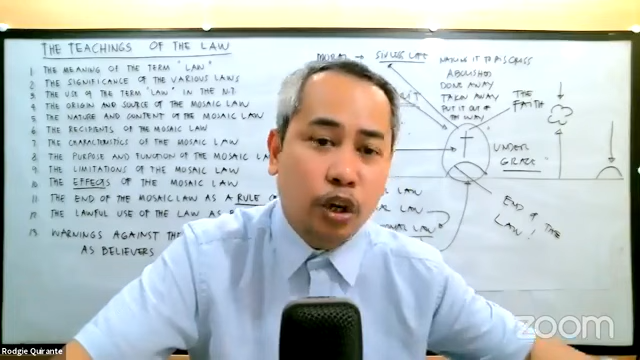 THE TEACHINGS OF THE LAW
1 THE MEANING OF THE TERM "LAW"
2 THE SIGNIFICANCE OF THE VARIOUS LAWS
3 THE USE OF THE TERM "LAW" IN THE N.T.
4 THE ORIGIN AND SOURCE OF THE MOSAIC LAW
5 THE NATURE AND CONTENT OF THE MOSAIC LAW
6 THE RECIPIENTS OF THE MOSAIC LAW
7 THE CHARACTERISTICS OF THE MOSAIC LAW
8 THE PURPOSE AND FUNCTION OF THE MOSAIC LA
9 THE LIMITATIONS OF THE MOSAIC LAW
10 THE EFFECTS OF THE MOSAIC LAW
11 THE END OF THE MOSAIC LAW AS A RULE O
12 THE LAWFUL USE OF THE LAW AS
13 WARNINGS AGAINST THE
AS BELIEVERS
MORAL → SINLESS LIFE
NAILING IT TO HIS CROSS
ABOLISHED
DONE AWAY
TAKEN AWAY
PUT IT OUT OF
THE WAY
THE
FAITH
UNDER
GRACE
LAW
LAW
LAW
END OF THE
LAW!
zoom
Rodgie Quirante